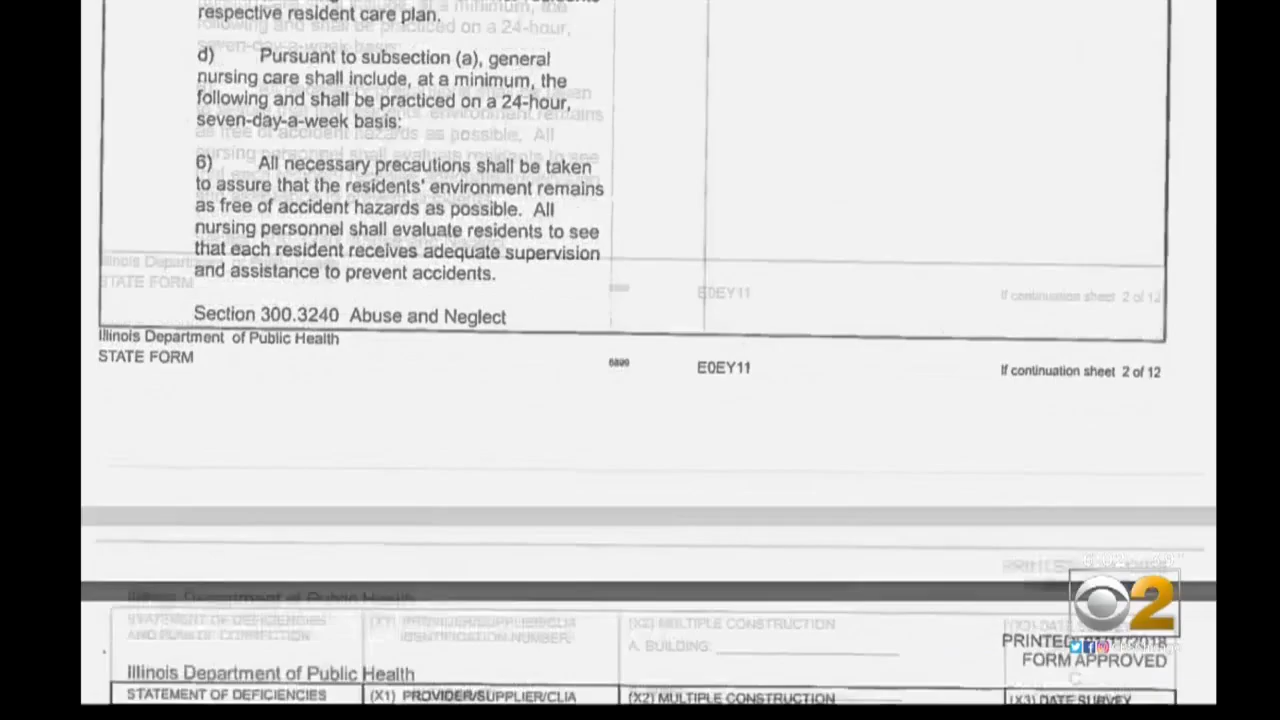 respective resident care plan.
d) Pursuant to subsection (a), general
nursing care shall include, at a minimum, the
following and shall be practiced on a 24-hour,
seven-day-a-week basis:
6) All necessary precautions shall be taken
to assure that the residents' environment remains
as free of accident hazards as possible. All
nursing personnel shall evaluate residents to see
that each resident receives adequate supervision
and assistance to prevent accidents.
Section 300.3240 Abuse and Neglect
Illinois Department of Public Health
STATE FORM
6899
E0EY11
If continuation sheet 2 of 12
2
PRINTED:
FORM APPROVED
Illinois Department of Public Health
STATEMENT OF DEFICIENCIES
(X1) PROVIDER/SUPPLIER/CLIA
(X2) MULTIPLE CONSTRUCTION
(X3) DATE SURVEY